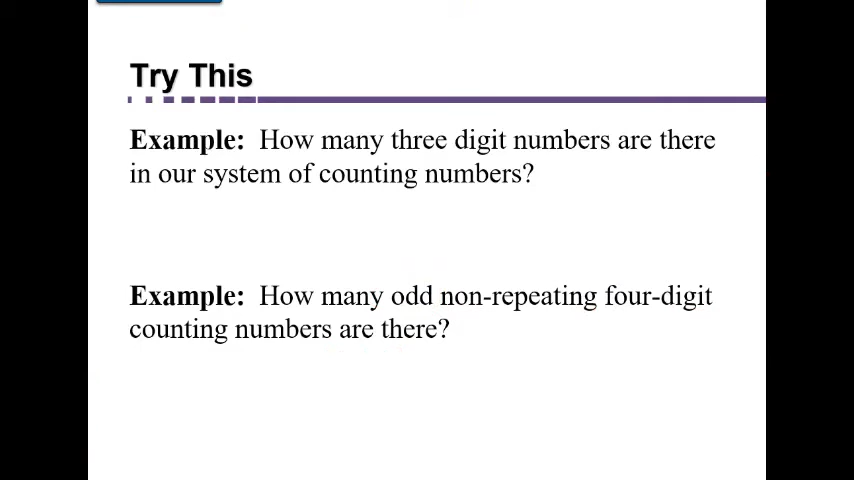 Try This
Example: How many three digit numbers are there
in our system of counting numbers?
Example: How many odd non-repeating four-digit
counting numbers are there?